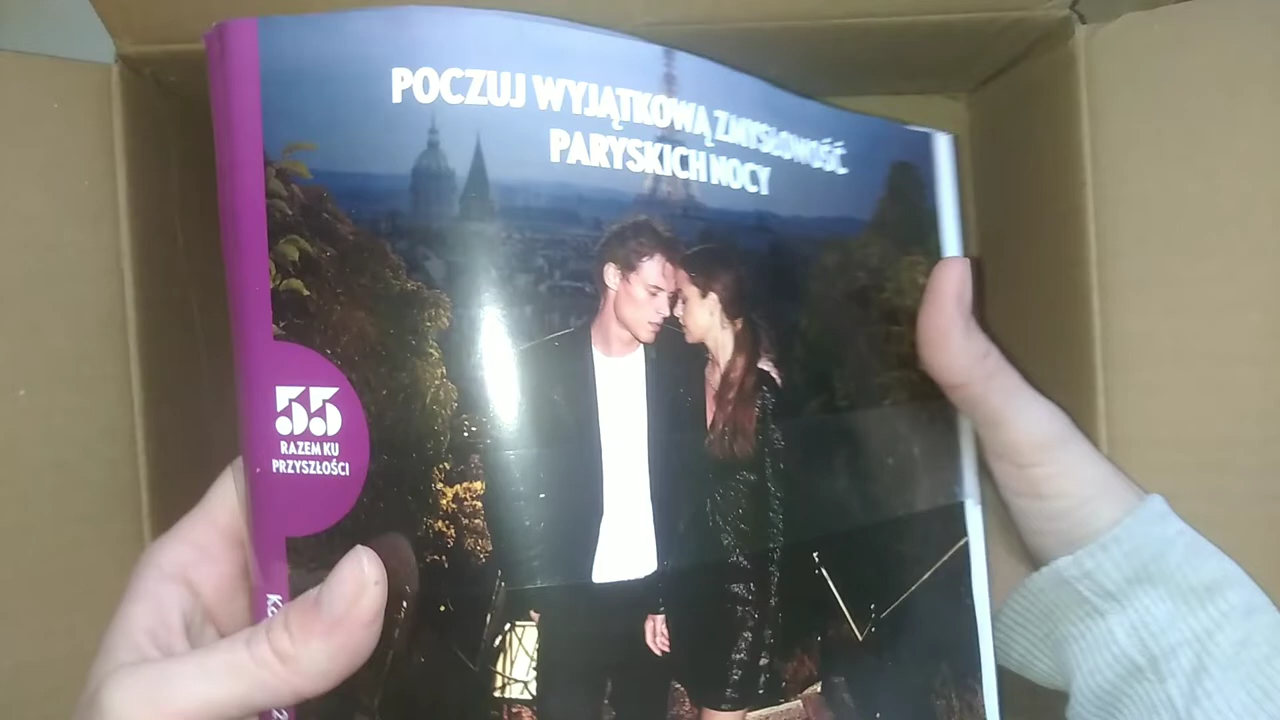 POCZUJ WYJĄTKOWĄ ZMYSŁOWOŚĆ
PARYSKICH NOCY
55
RAZEM KU
PRZYSZŁOŚCI